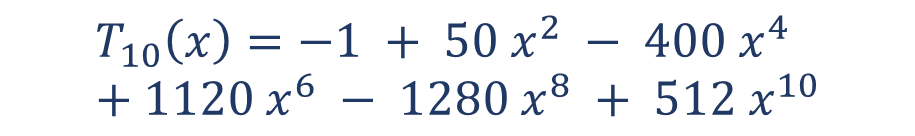 T₁₀(x) = −1 + 50 x² − 400 x⁴
+ 1120 x⁶ − 1280 x⁸ + 512 x¹⁰